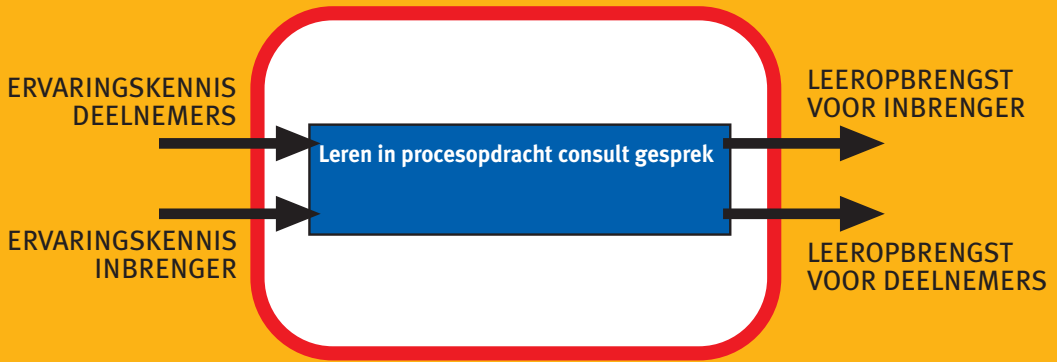 ERVARINGSKENNIS
DEELNEMERS
ERVARINGSKENNIS
INBRENGER
Leren in procesopdracht consult gesprek
LEEROPBRENGST
VOOR INBRENGER
LEEROPBRENGST
VOOR DEELNEMERS